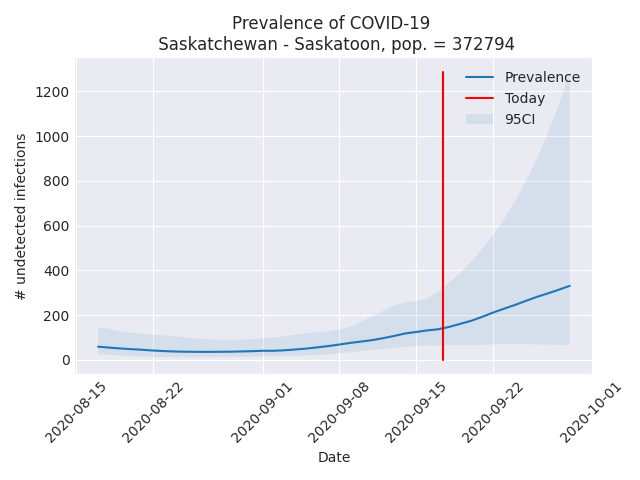 Prevalence of COVID-19
Saskatchewan - Saskatoon, pop. = 372794
Prevalence
Today
95CI
1200
1000
800
600
400
200
0
# undetected infections
2020-08-15
2020-08-22
2020-09-01
2020-09-08
2020-09-15
2020-09-22
2020-10-01
Date